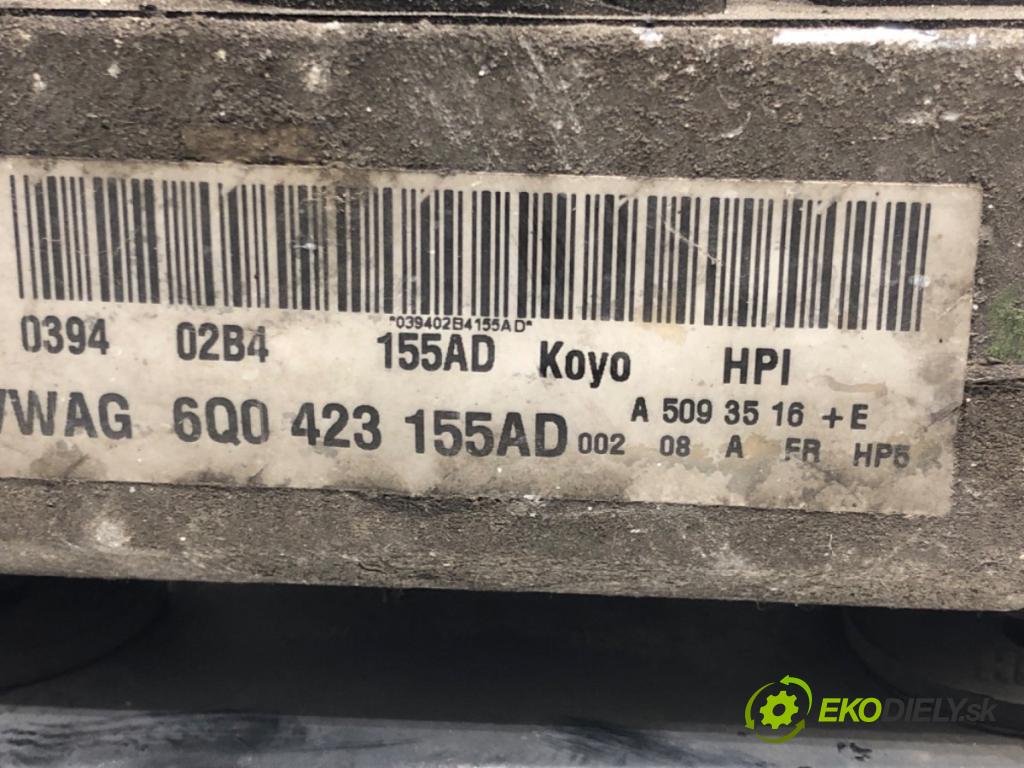 *039402B4155AD*
0394 02B4 155AD Koyo HPI
VWAG 6Q0 423 155AD
A 509 35 16 +E
002 08 A FR HP5
EKODIELY.sk